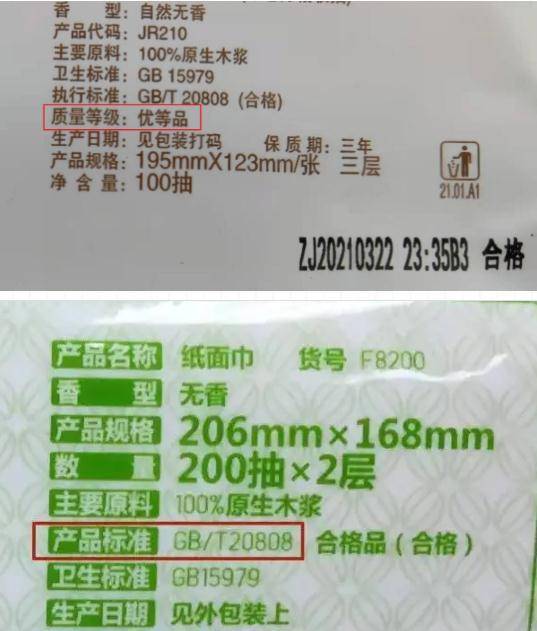 香 型：自然无香
产品代码：JR210
主要原料：100%原生木浆
卫生标准：GB 15979
执行标准：GB/T 20808 (合格)
质量等级：优等品
生产日期：见包装打码 保质期：三年
产品规格：195mmX123mm/张 三层
净含量：100抽
21.01.A1
ZJ20210322 23:35B3 合格
产品名称 纸面巾 货号 F8200
香 型 无香
产品规格 206mm×168mm
数 量 200抽×2层
主要原料 100%原生木浆
产品标准 GB/T20808 合格品（合格）
卫生标准 GB15979
生产日期 见外包装上